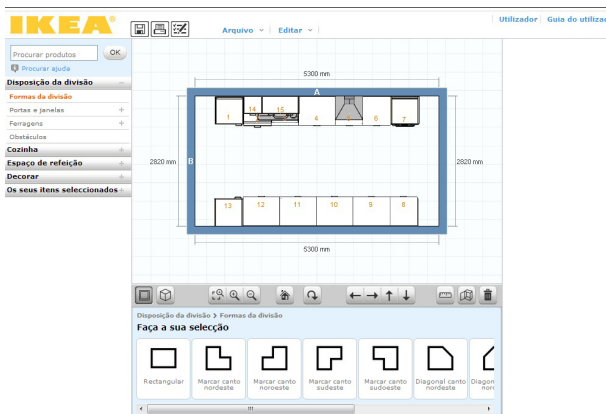 IKEA
Arquivo
Editar
Utilizador
Guia do utiliza
Procurar produtos
OK
Procurar ajuda
Disposição da divisão
Formas da divisão
Portas e janelas
Ferragens
Obstáculos
Cozinha
Espaço de refeição
Decorar
Os seus itens seleccionados
5300 mm
A
14 15
1 4 5 6 7
2820 mm B 2820 mm
13 12 11 10 9 8
5300 mm
Disposição da divisão > Formas da divisão
Faça a sua selecção
Rectangular
Marcar canto nordeste
Marcar canto noroeste
Marcar canto sudeste
Marcar canto sudoeste
Diagonal canto nordeste
Diagon
nor